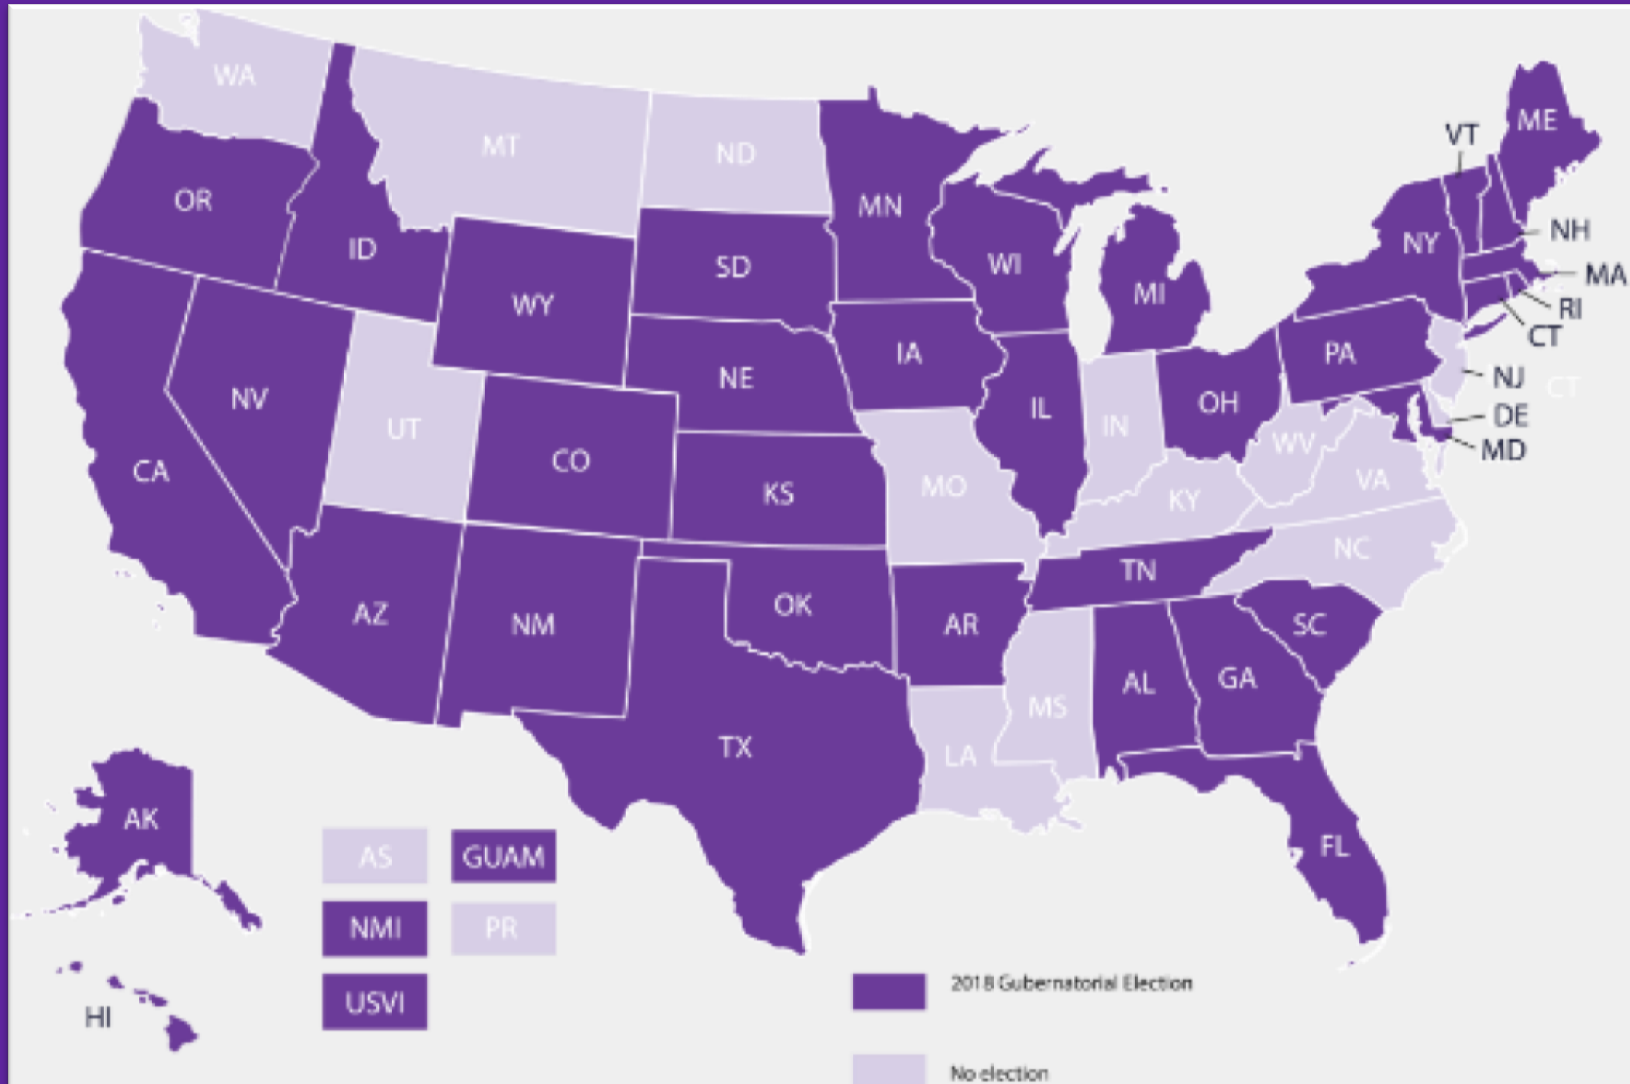 WA
MT
ND
MN
VT
ME
OR
ID
SD
WI
NY
NH
MA
WY
MI
RI
CT
IA
PA
NE
NJ
CT
NV
UT
CO
IL
IN
OH
DE
WV
MD
CA
KS
MO
KY
VA
NC
TN
AZ
NM
OK
AR
SC
MS
AL
GA
TX
LA
AK
FL
AS
GUAM
NMI
PR
HI
USVI
2018 Gubernatorial Election
No election